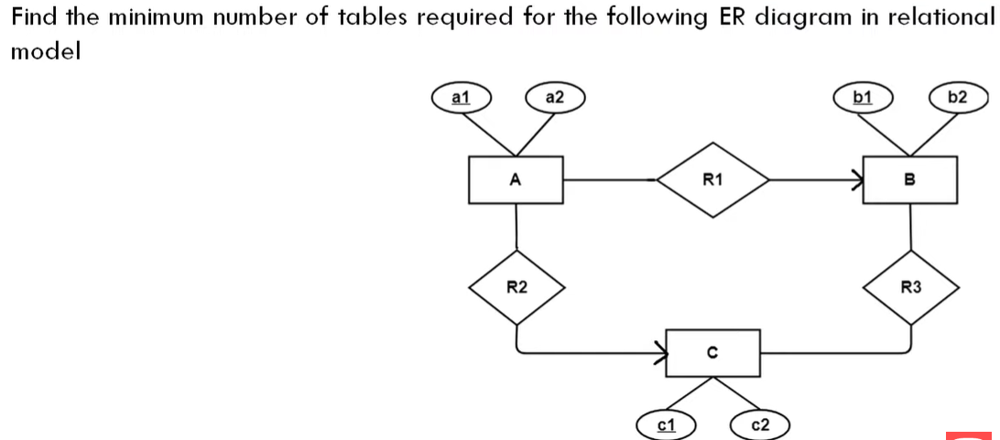 Find the minimum number of tables required for the following ER diagram in relational
model
a1 a2 b1 b2
A R1 B
R2 R3
C
c1 c2